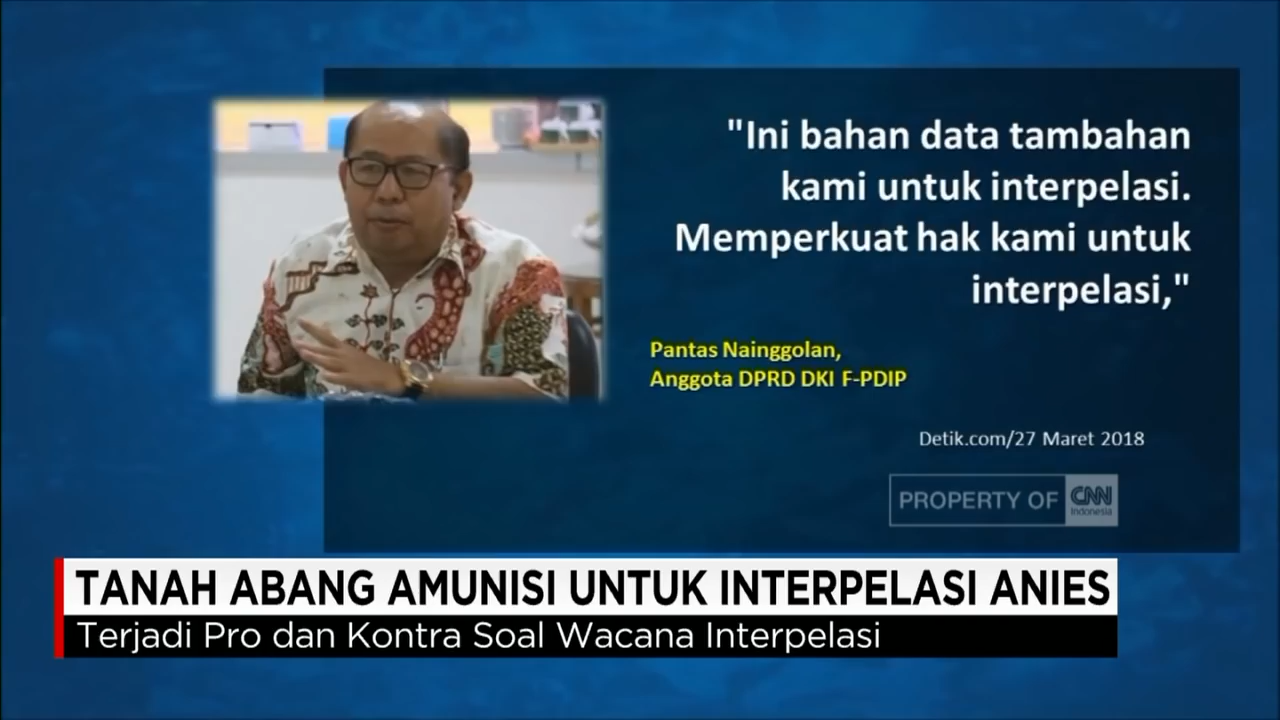 "Ini bahan data tambahan
kami untuk interpelasi.
Memperkuat hak kami untuk
interpelasi,"
Pantas Nainggolan,
Anggota DPRD DKI F-PDIP
Detik.com/27 Maret 2018
PROPERTY OF CNN Indonesia
TANAH ABANG AMUNISI UNTUK INTERPELASI ANIES
Terjadi Pro dan Kontra Soal Wacana Interpelasi